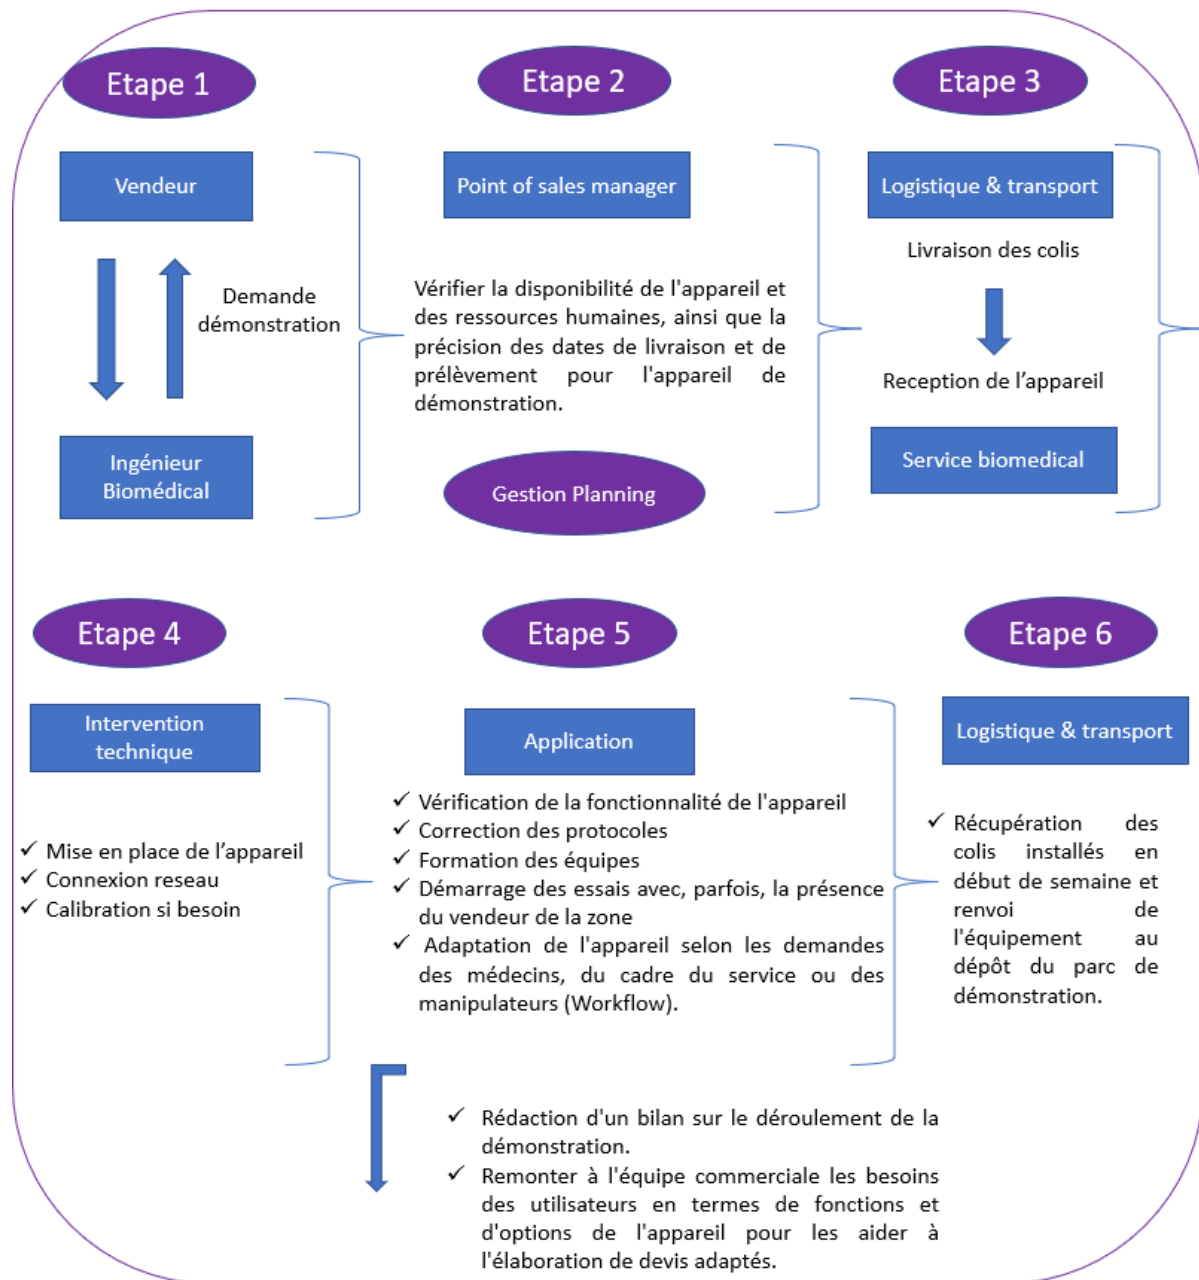 Etape 1
Vendeur
Demande
démonstration
Ingénieur
Biomédical
Etape 2
Point of sales manager
Vérifier la disponibilité de l'appareil et
des ressources humaines, ainsi que la
précision des dates de livraison et de
prélèvement pour l'appareil de
démonstration.
Gestion Planning
Etape 3
Logistique & transport
Livraison des colis
Reception de l’appareil
Service biomedical
Etape 4
Intervention
technique
✓ Mise en place de l’appareil
✓ Connexion reseau
✓ Calibration si besoin
Etape 5
Application
✓ Vérification de la fonctionnalité de l'appareil
✓ Correction des protocoles
✓ Formation des équipes
✓ Démarrage des essais avec, parfois, la présence
du vendeur de la zone
✓ Adaptation de l'appareil selon les demandes
des médecins, du cadre du service ou des
manipulateurs (Workflow).
✓ Rédaction d'un bilan sur le déroulement de la
démonstration.
✓ Remonter à l'équipe commerciale les besoins
des utilisateurs en termes de fonctions et
d'options de l'appareil pour les aider à
l'élaboration de devis adaptés.
Etape 6
Logistique & transport
✓ Récupération des
colis installés en
début de semaine et
renvoi de
l'équipement au
dépôt du parc de
démonstration.